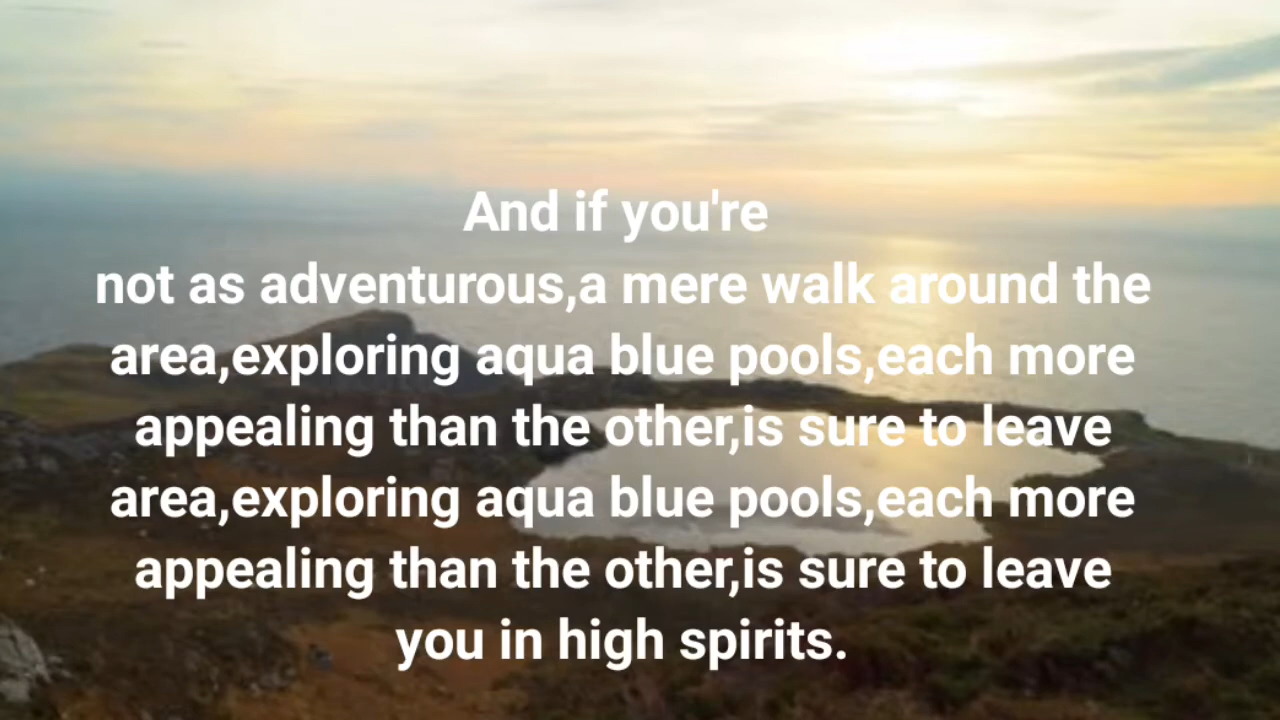 And if you're
not as adventurous,a mere walk around the
area,exploring aqua blue pools,each more
appealing than the other,is sure to leave
area,exploring aqua blue pools,each more
appealing than the other,is sure to leave
you in high spirits.